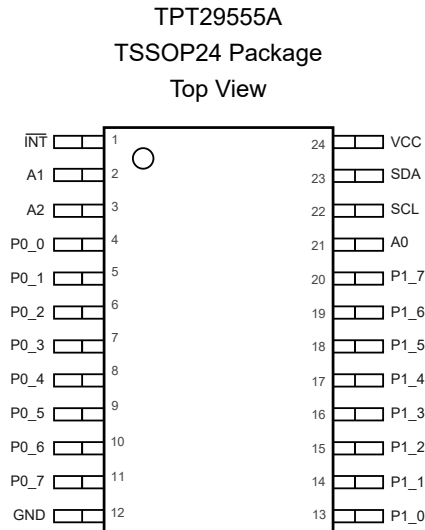 TPT29555A
TSSOP24 Package
Top View
INT 1 24 VCC
A1 2 23 SDA
A2 3 22 SCL
P0_0 4 21 A0
P0_1 5 20 P1_7
P0_2 6 19 P1_6
P0_3 7 18 P1_5
P0_4 8 17 P1_4
P0_5 9 16 P1_3
P0_6 10 15 P1_2
P0_7 11 14 P1_1
GND 12 13 P1_0